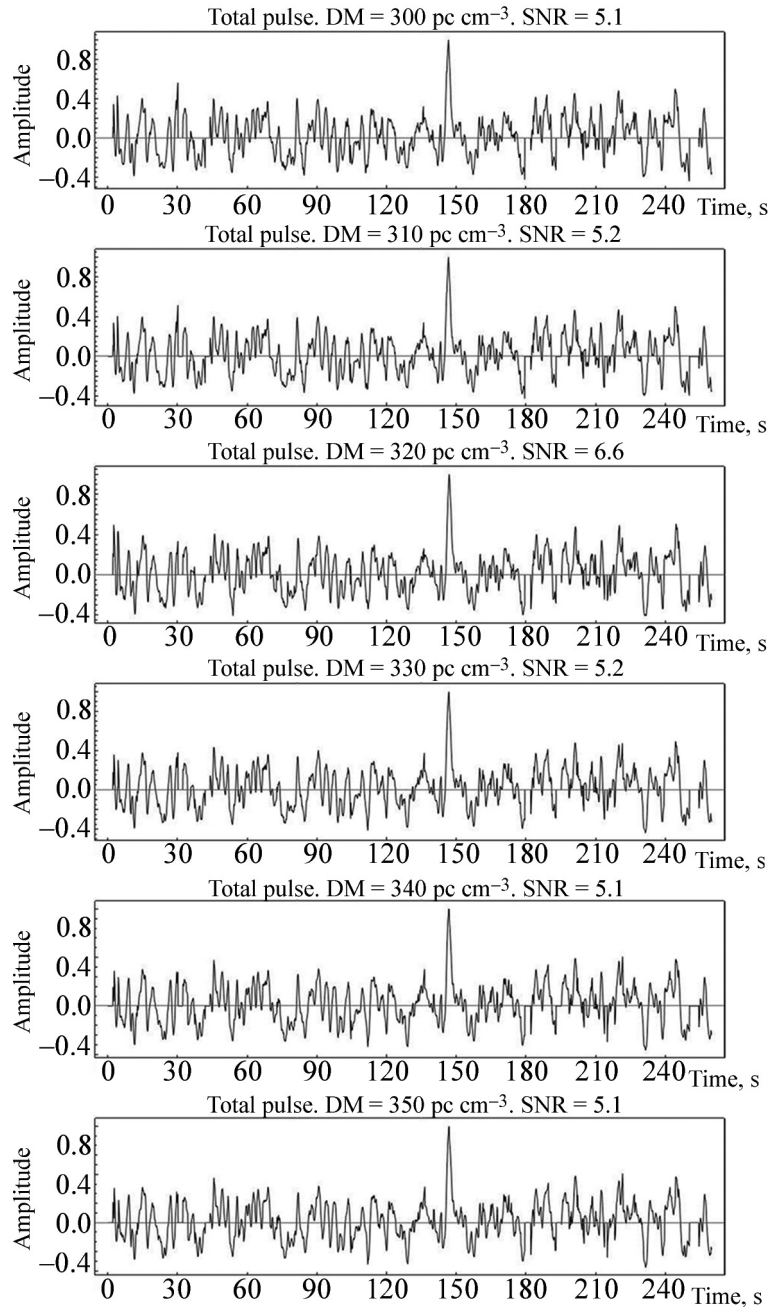 Total pulse. DM = 300 pc cm⁻³. SNR = 5.1
Amplitude
0.8
0.4
0.0
–0.4
0 30 60 90 120 150 180 210 240 Time, s
Total pulse. DM = 310 pc cm⁻³. SNR = 5.2
Amplitude
0.8
0.4
0.0
–0.4
0 30 60 90 120 150 180 210 240 Time, s
Total pulse. DM = 320 pc cm⁻³. SNR = 6.6
Amplitude
0.8
0.4
0.0
–0.4
0 30 60 90 120 150 180 210 240 Time, s
Total pulse. DM = 330 pc cm⁻³. SNR = 5.2
Amplitude
0.8
0.4
0.0
–0.4
0 30 60 90 120 150 180 210 240 Time, s
Total pulse. DM = 340 pc cm⁻³. SNR = 5.1
Amplitude
0.8
0.4
0.0
–0.4
0 30 60 90 120 150 180 210 240 Time, s
Total pulse. DM = 350 pc cm⁻³. SNR = 5.1
Amplitude
0.8
0.4
0.0
–0.4
0 30 60 90 120 150 180 210 240 Time, s